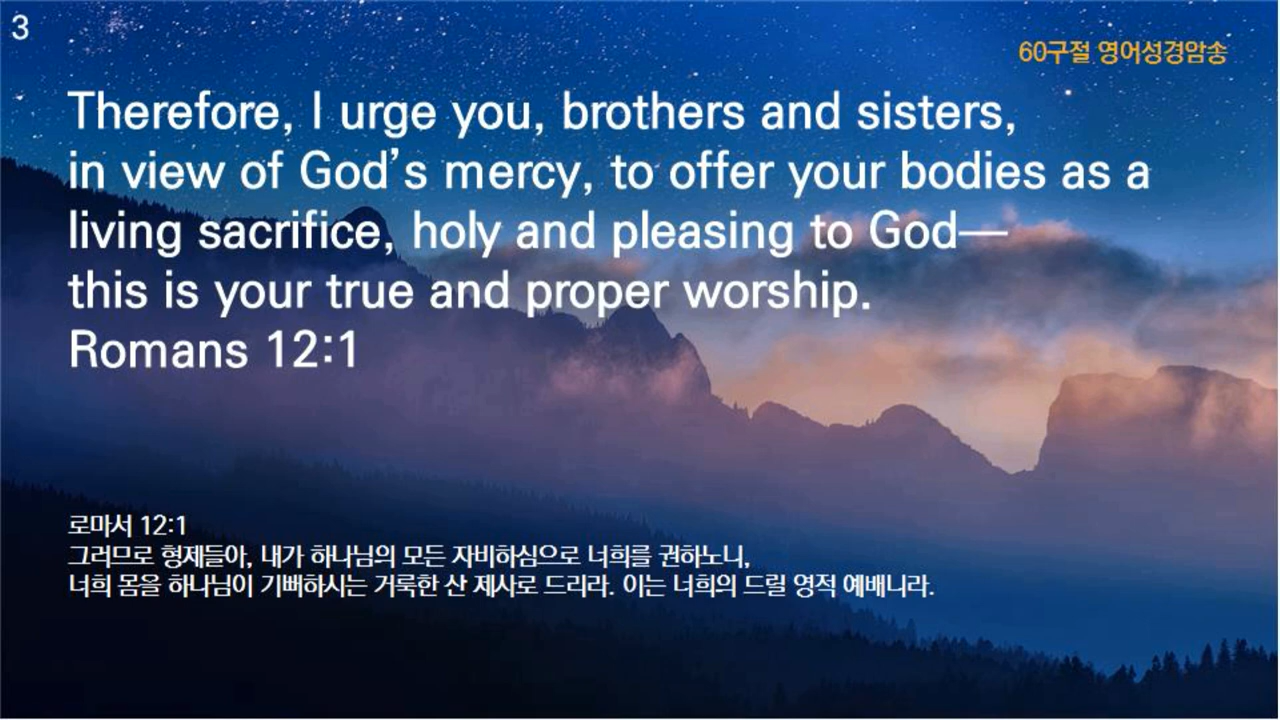 3
60구절 영어성경암송
Therefore, I urge you, brothers and sisters,
in view of God’s mercy, to offer your bodies as a
living sacrifice, holy and pleasing to God—
this is your true and proper worship.
Romans 12:1
로마서 12:1
그러므로 형제들아, 내가 하나님의 모든 자비하심으로 너희를 권하노니,
너희 몸을 하나님이 기뻐하시는 거룩한 산 제사로 드리라. 이는 너희의 드릴 영적 예배니라.